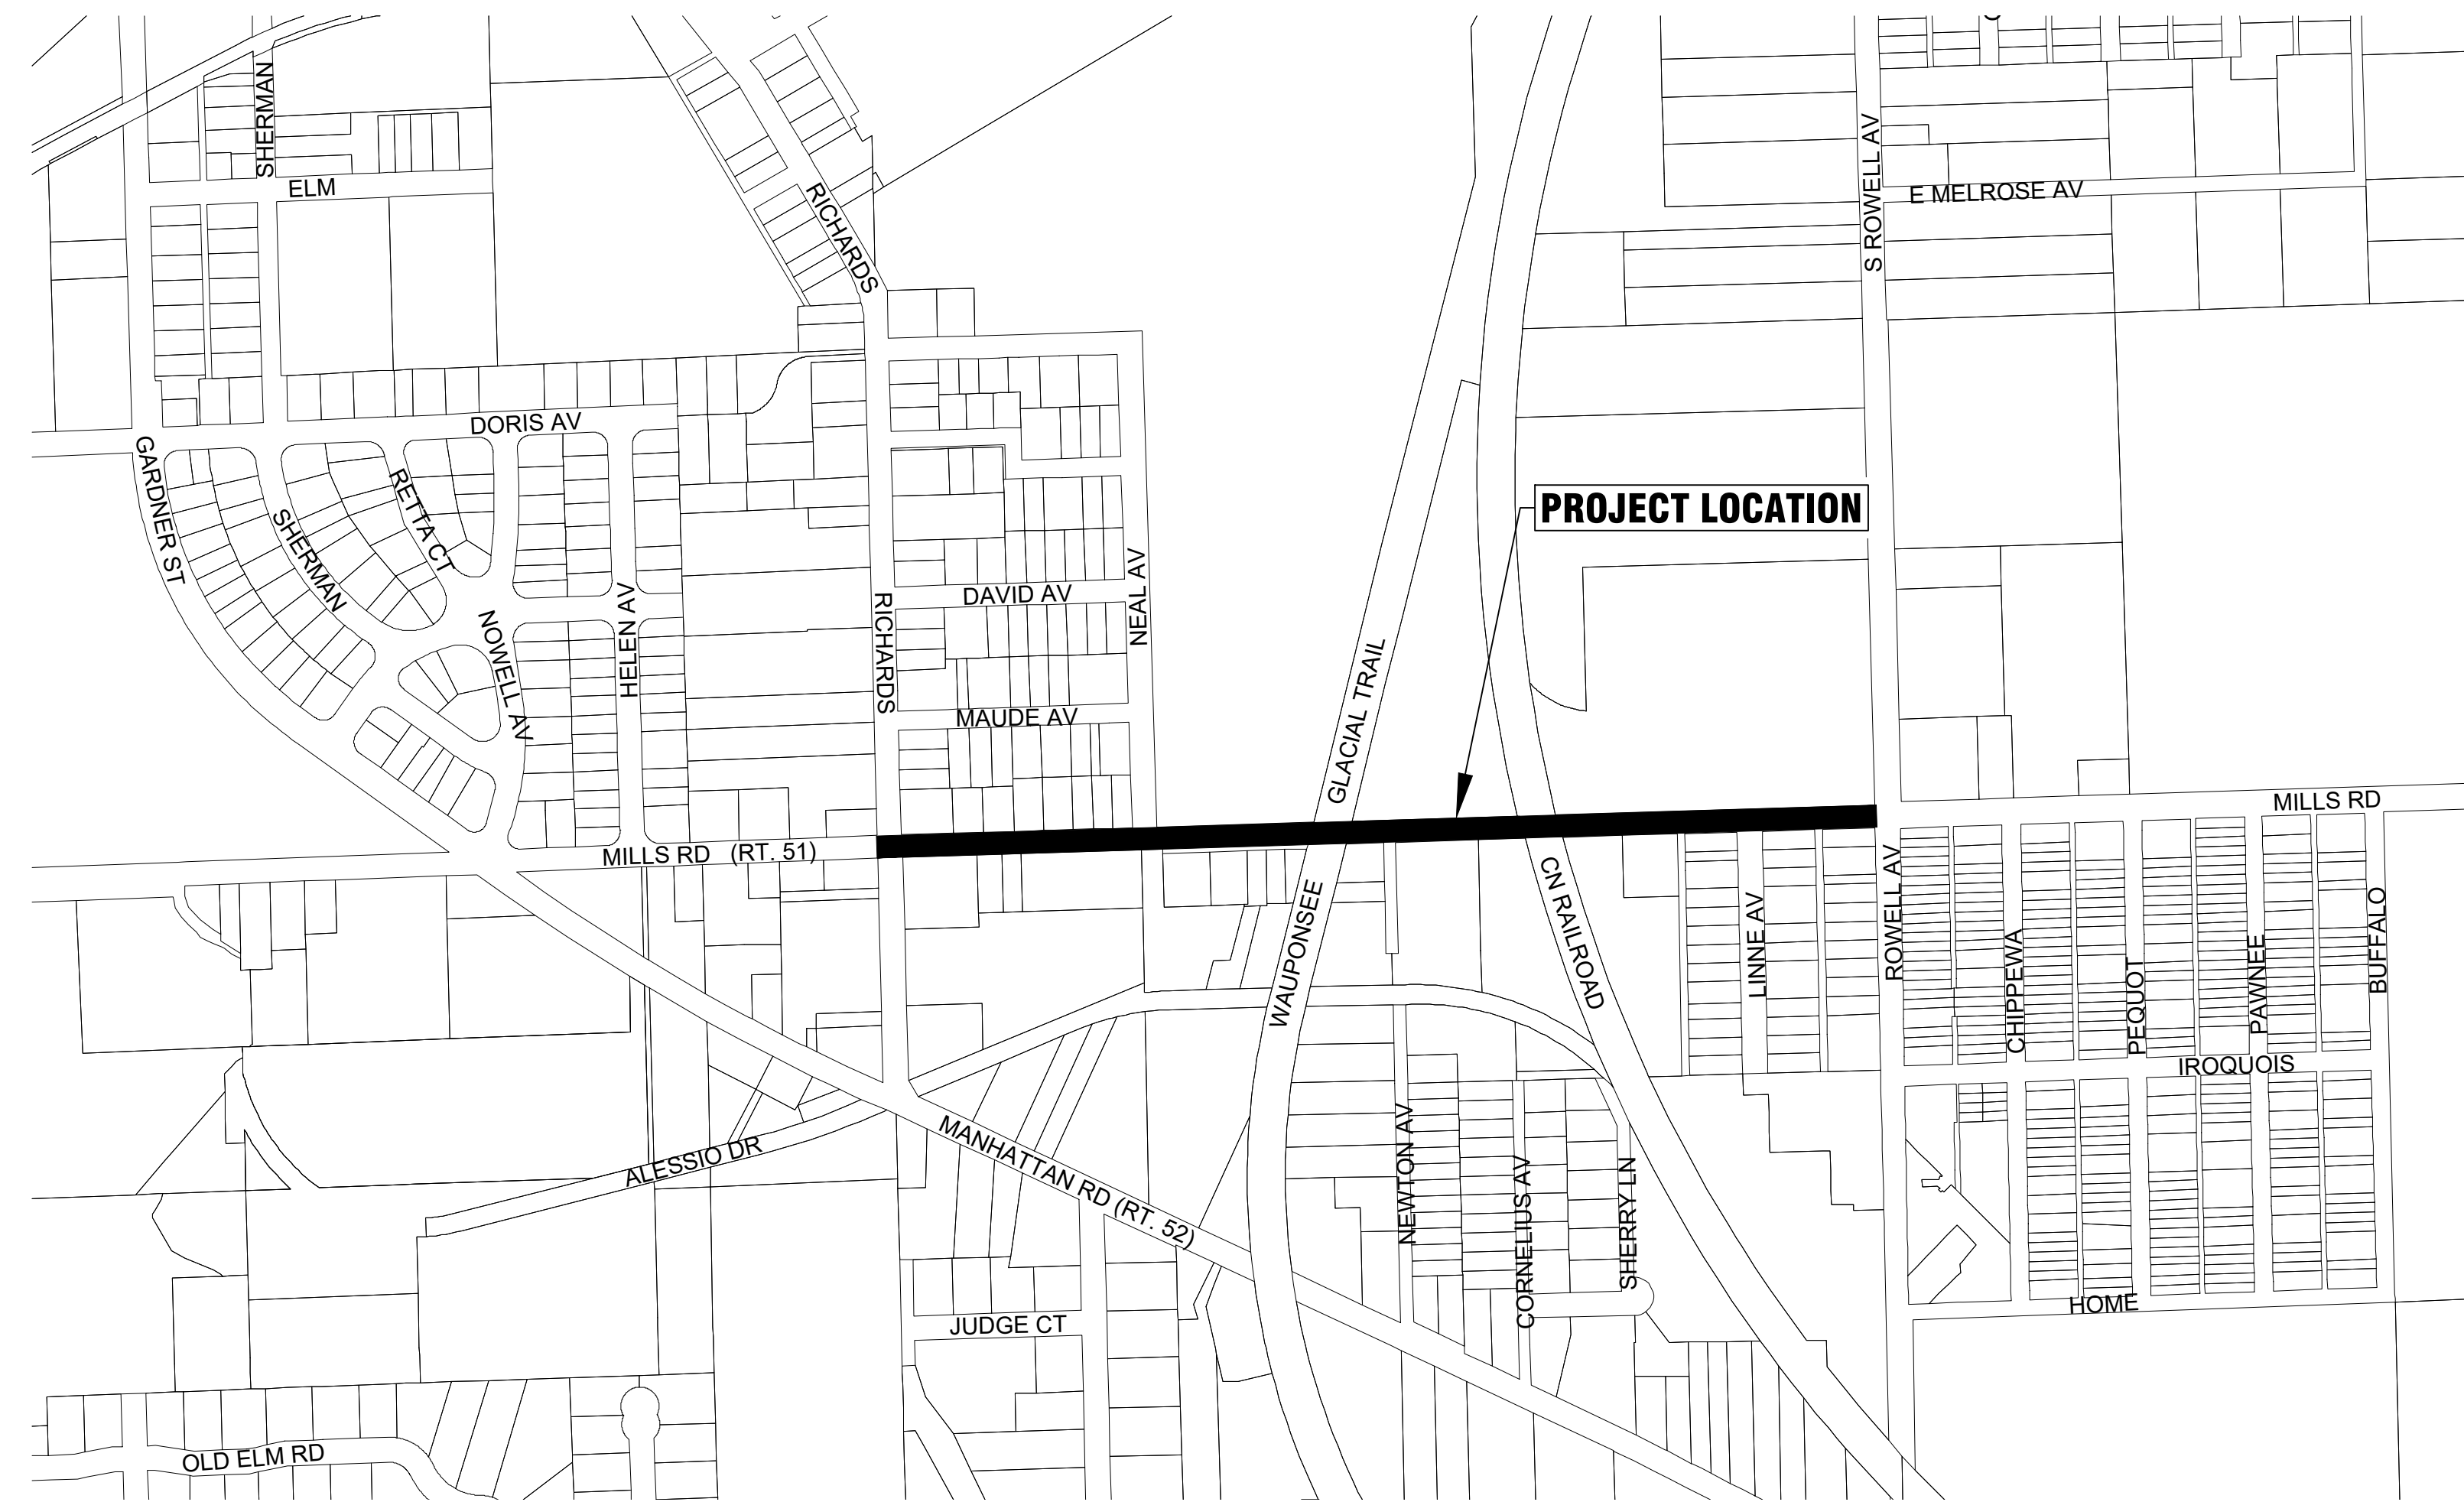 SHERMAN
ELM
RICHARDS
S ROWELL AV
E MELROSE AV
DORIS AV
GARDNER ST
SHERMAN
RETTA CT
NOWELL AV
HELEN AV
RICHARDS
DAVID AV
NEAL AV
MAUDE AV
GLACIAL TRAIL
PROJECT LOCATION
MILLS RD
MILLS RD (RT. 51)
WAUPONSEE
CN RAILROAD
LINNE AV
ROWELL AV
CHIPPEWA
PEQUOT
PAWNEE
BUFFALO
IROQUOIS
ALESSIO DR
MANHATTAN RD (RT. 52)
NEWTON AV
CORNELIUS AV
SHERRY LN
HOME
JUDGE CT
OLD ELM RD